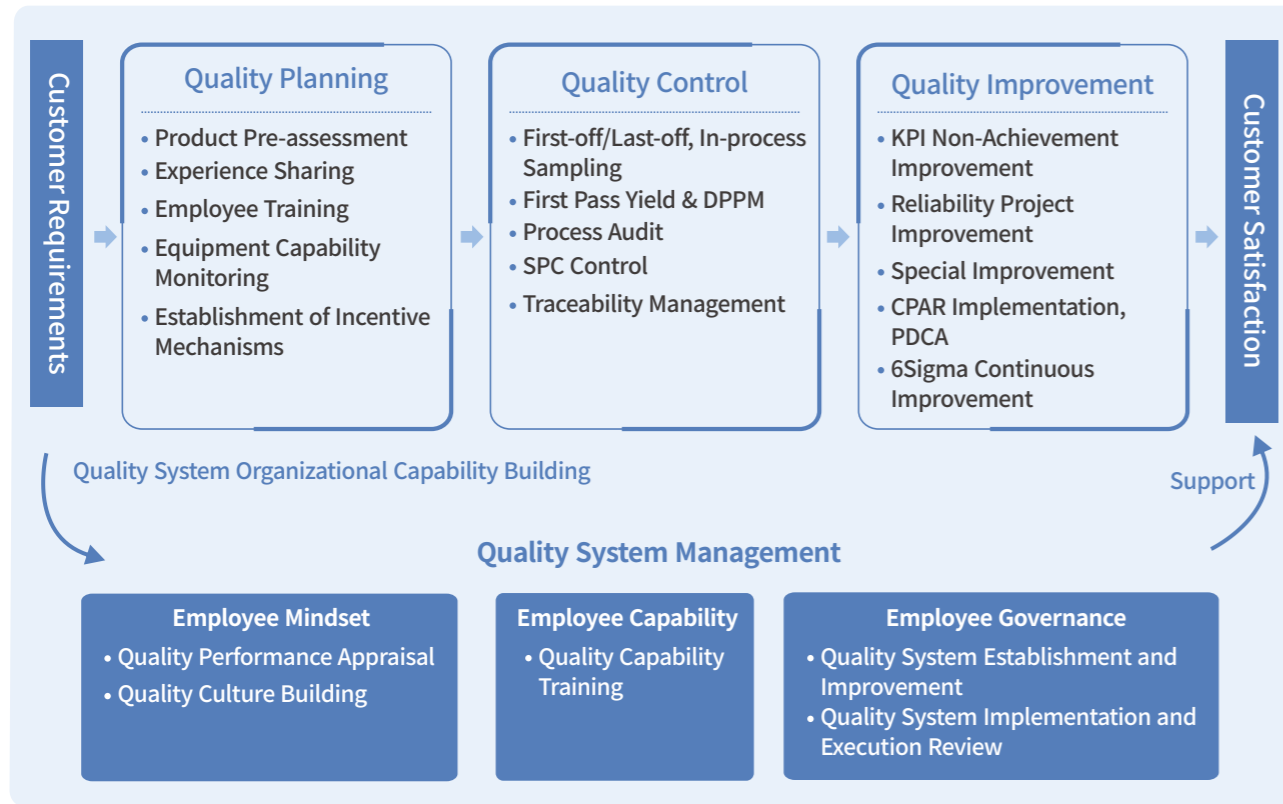 Customer Requirements
Quality Planning
• Product Pre-assessment
• Experience Sharing
• Employee Training
• Equipment Capability
Monitoring
• Establishment of Incentive
Mechanisms
Quality Control
• First-off/Last-off, In-process
Sampling
• First Pass Yield & DPPM
• Process Audit
• SPC Control
• Traceability Management
Quality Improvement
• KPI Non-Achievement
Improvement
• Reliability Project
Improvement
• Special Improvement
• CPAR Implementation,
PDCA
• 6Sigma Continuous
Improvement
Customer Satisfaction
Quality System Organizational Capability Building
Support
Quality System Management
Employee Mindset
• Quality Performance Appraisal
• Quality Culture Building
Employee Capability
• Quality Capability
Training
Employee Governance
• Quality System Establishment and
Improvement
• Quality System Implementation and
Execution Review